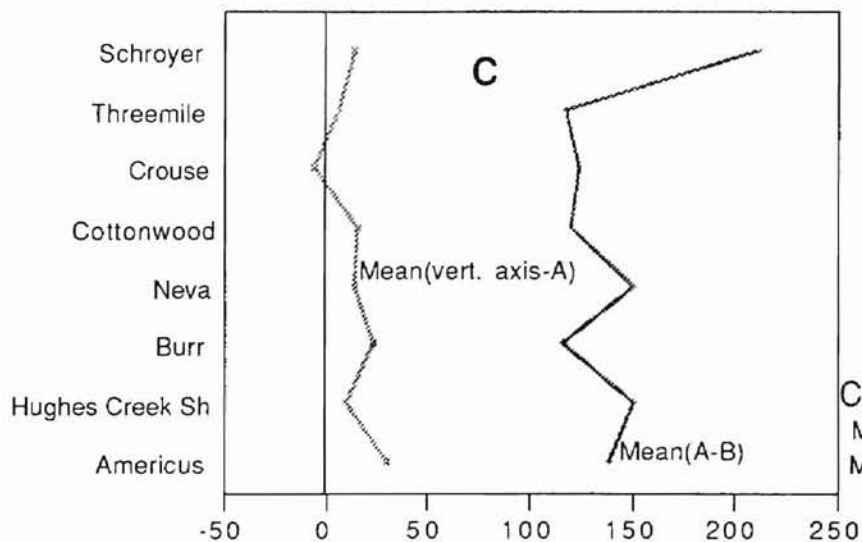 Schroyer
C
Threemile
Crouse
Cottonwood
Mean(vert. axis-A)
Neva
Burr
Hughes Creek Sh
C
M
Mean(A-B)
M
Americus
-50 0 50 100 150 200 250